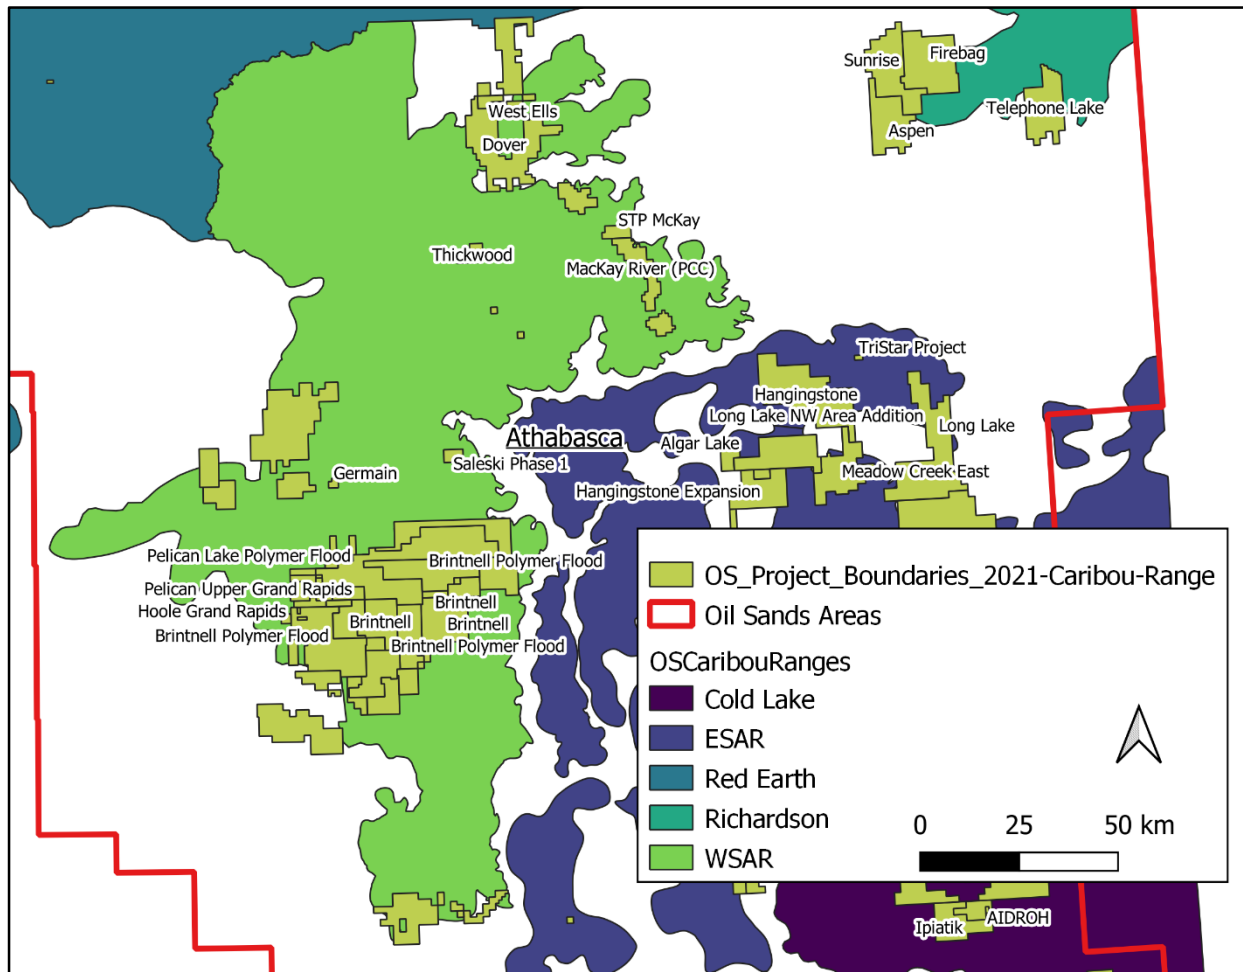 Sunrise
Firebag
Telephone Lake
Aspen
West Ells
Dover
STP McKay
Thickwood
MacKay River (PCC)
TriStar Project
Hangingstone
Long Lake NW Area Addition
Long Lake
Athabasca
Algar Lake
Saleski Phase 1
Germain
Meadow Creek East
Hangingstone Expansion
Pelican Lake Polymer Flood
Brintnell Polymer Flood
Pelican Upper Grand Rapids
Brintnell
Hoole Grand Rapids
Brintnell
Brintnell
Brintnell Polymer Flood
Brintnell Polymer Flood
OS_Project_Boundaries_2021-Caribou-Range
Oil Sands Areas
OSCaribouRanges
Cold Lake
ESAR
Red Earth
Richardson
WSAR
0 25 50 km
Ipiatik
AIDROH